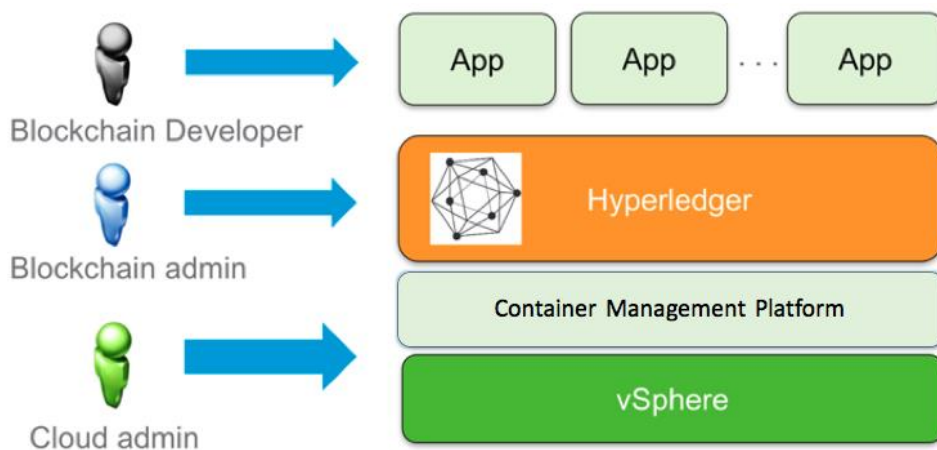 App App . . . App
Blockchain Developer
Hyperledger
Blockchain admin
Container Management Platform
vSphere
Cloud admin